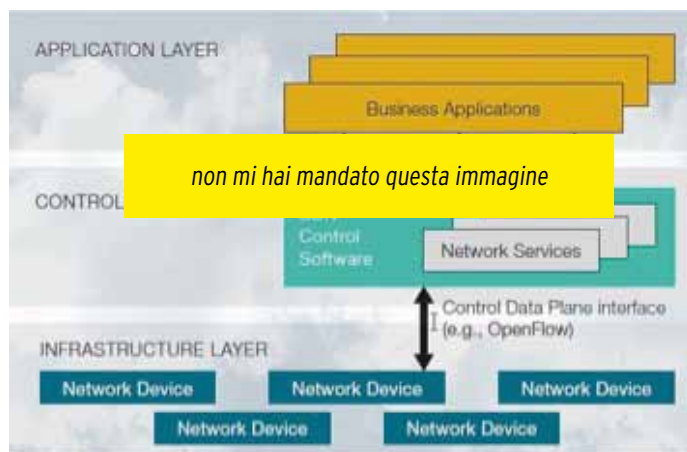 APPLICATION LAYER
Business Applications
non mi hai mandato questa immagine
CONTROL
Control
Software
Network Services
Control Data Plane interface
(e.g., OpenFlow)
INFRASTRUCTURE LAYER
Network Device
Network Device
Network Device
Network Device
Network Device